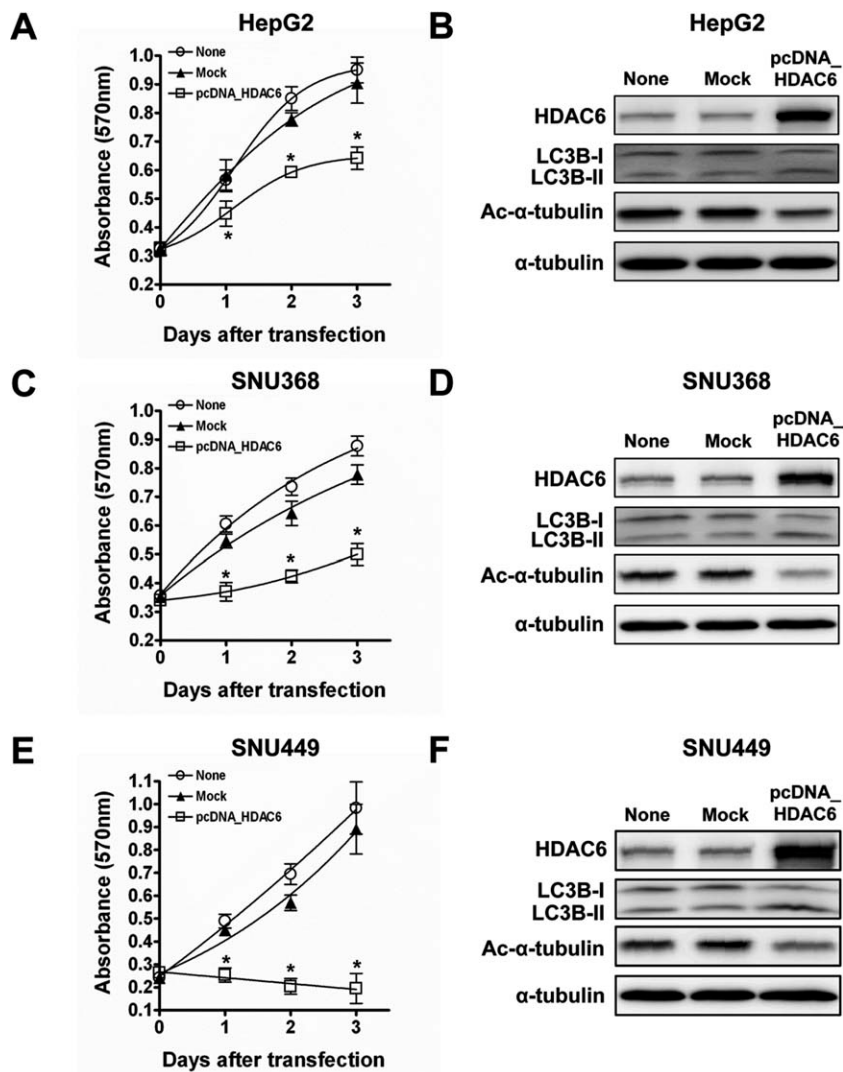 A
HepG2
None
Mock
pcDNA_HDAC6
Absorbance (570nm)
1.0
0.9
0.8
0.7
0.6
0.5
0.4
0.3
0.2
*
*
*
0
1
2
3
Days after transfection
B
HepG2
None
Mock
pcDNA_
HDAC6
HDAC6
LC3B-I
LC3B-II
Ac-α-tubulin
α-tubulin
C
SNU368
None
Mock
pcDNA_HDAC6
Absorbance (570nm)
1.0
0.9
0.8
0.7
0.6
0.5
0.4
0.3
0.2
*
*
*
0
1
2
3
Days after transfection
D
SNU368
None
Mock
pcDNA_
HDAC6
HDAC6
LC3B-I
LC3B-II
Ac-α-tubulin
α-tubulin
E
SNU449
None
Mock
pcDNA_HDAC6
Absorbance (570nm)
1.1
1.0
0.9
0.8
0.7
0.6
0.5
0.4
0.3
0.2
0.1
*
*
*
0
1
2
3
Days after transfection
F
SNU449
None
Mock
pcDNA_
HDAC6
HDAC6
LC3B-I
LC3B-II
Ac-α-tubulin
α-tubulin